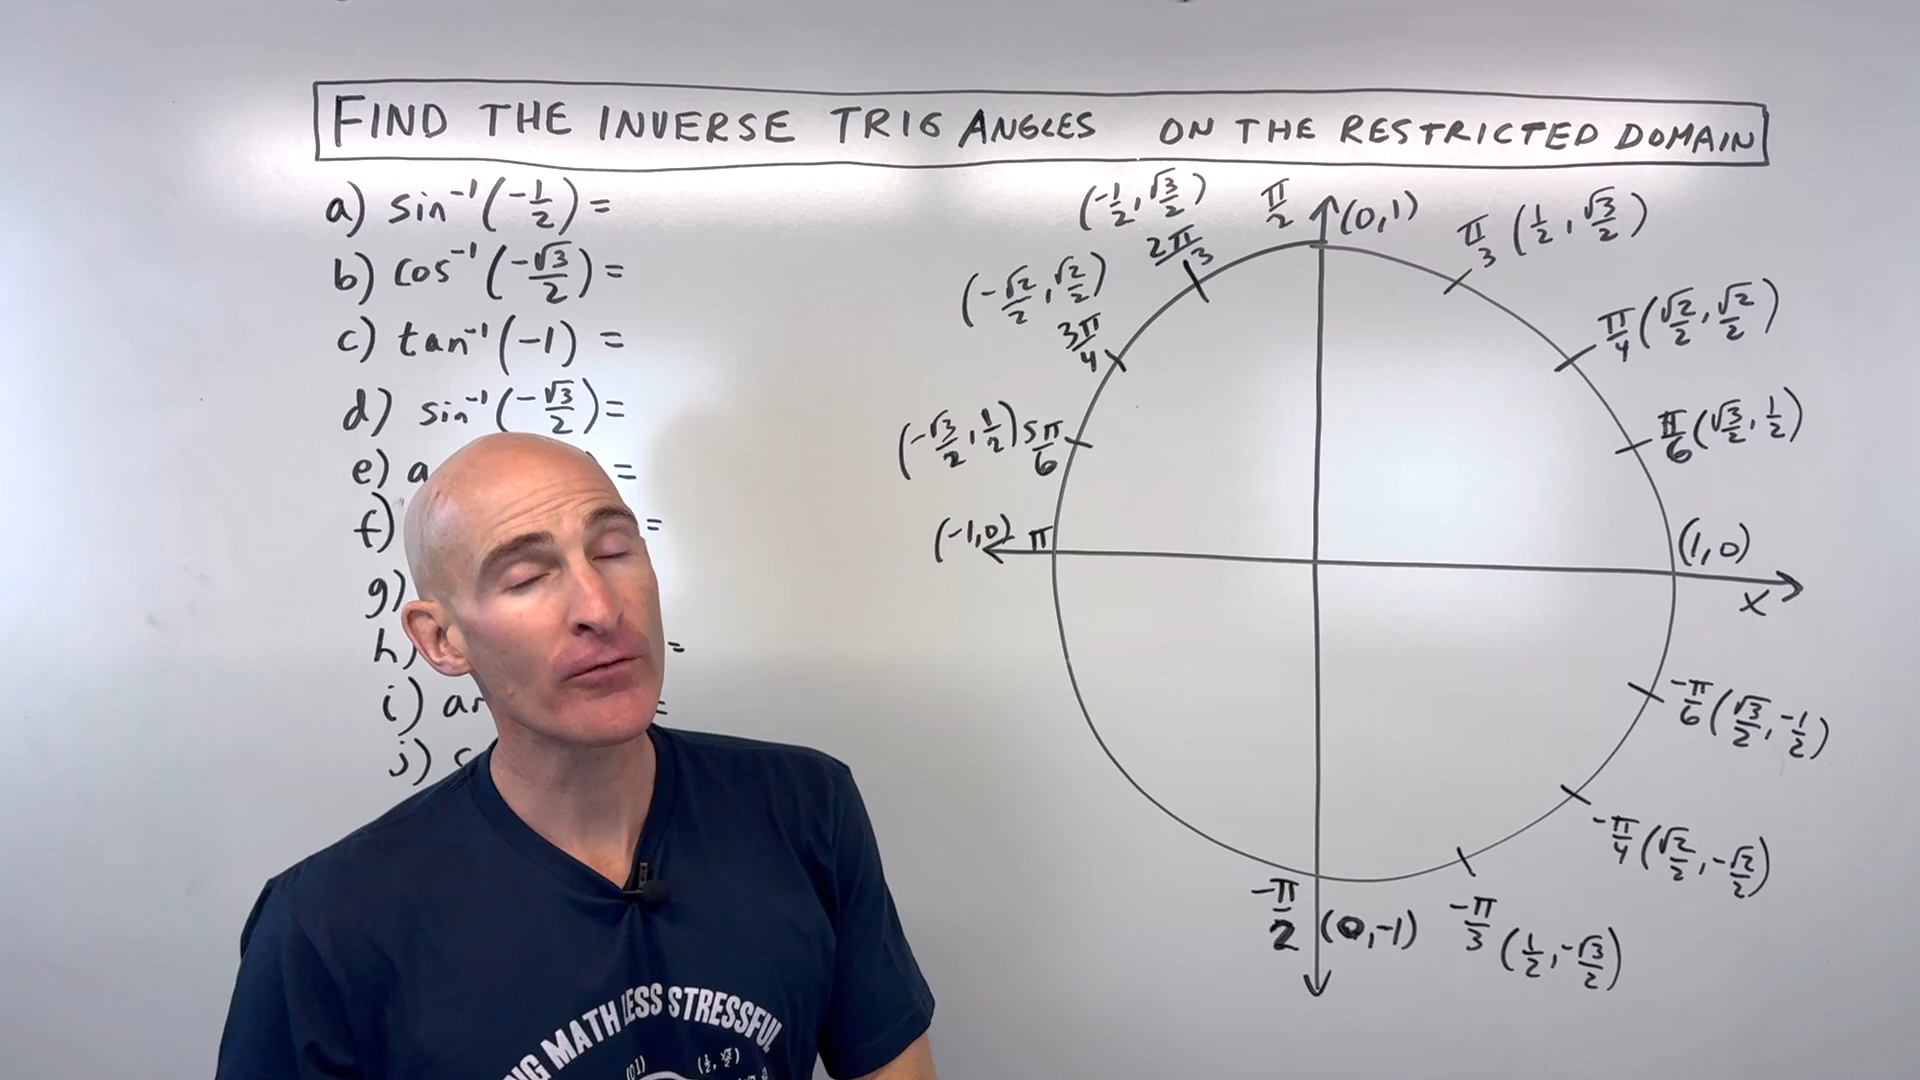 FIND THE INVERSE TRIG ANGLES ON THE RESTRICTED DOMAIN
a) sin⁻¹(-1/2) =
b) cos⁻¹(-√3/2) =
c) tan⁻¹(-1) =
d) sin⁻¹(-√3/2) =
e) a =
f) =
g)
h) =
i) ar =
j)
(-1/2, √3/2)
2π/3
π/2
(0,1)
π/3 (1/2, √3/2)
(-√2/2, √2/2)
3π/4
π/4 (√2/2, √2/2)
(-√3/2, 1/2) 5π/6
π/6 (√3/2, 1/2)
(-1,0) π
(1,0)
x
-π/6 (√3/2, -1/2)
-π/4 (√2/2, -√2/2)
-π/2 (0,-1)
-π/3 (1/2, -√3/2)
NG MATH LESS STRESSFUL